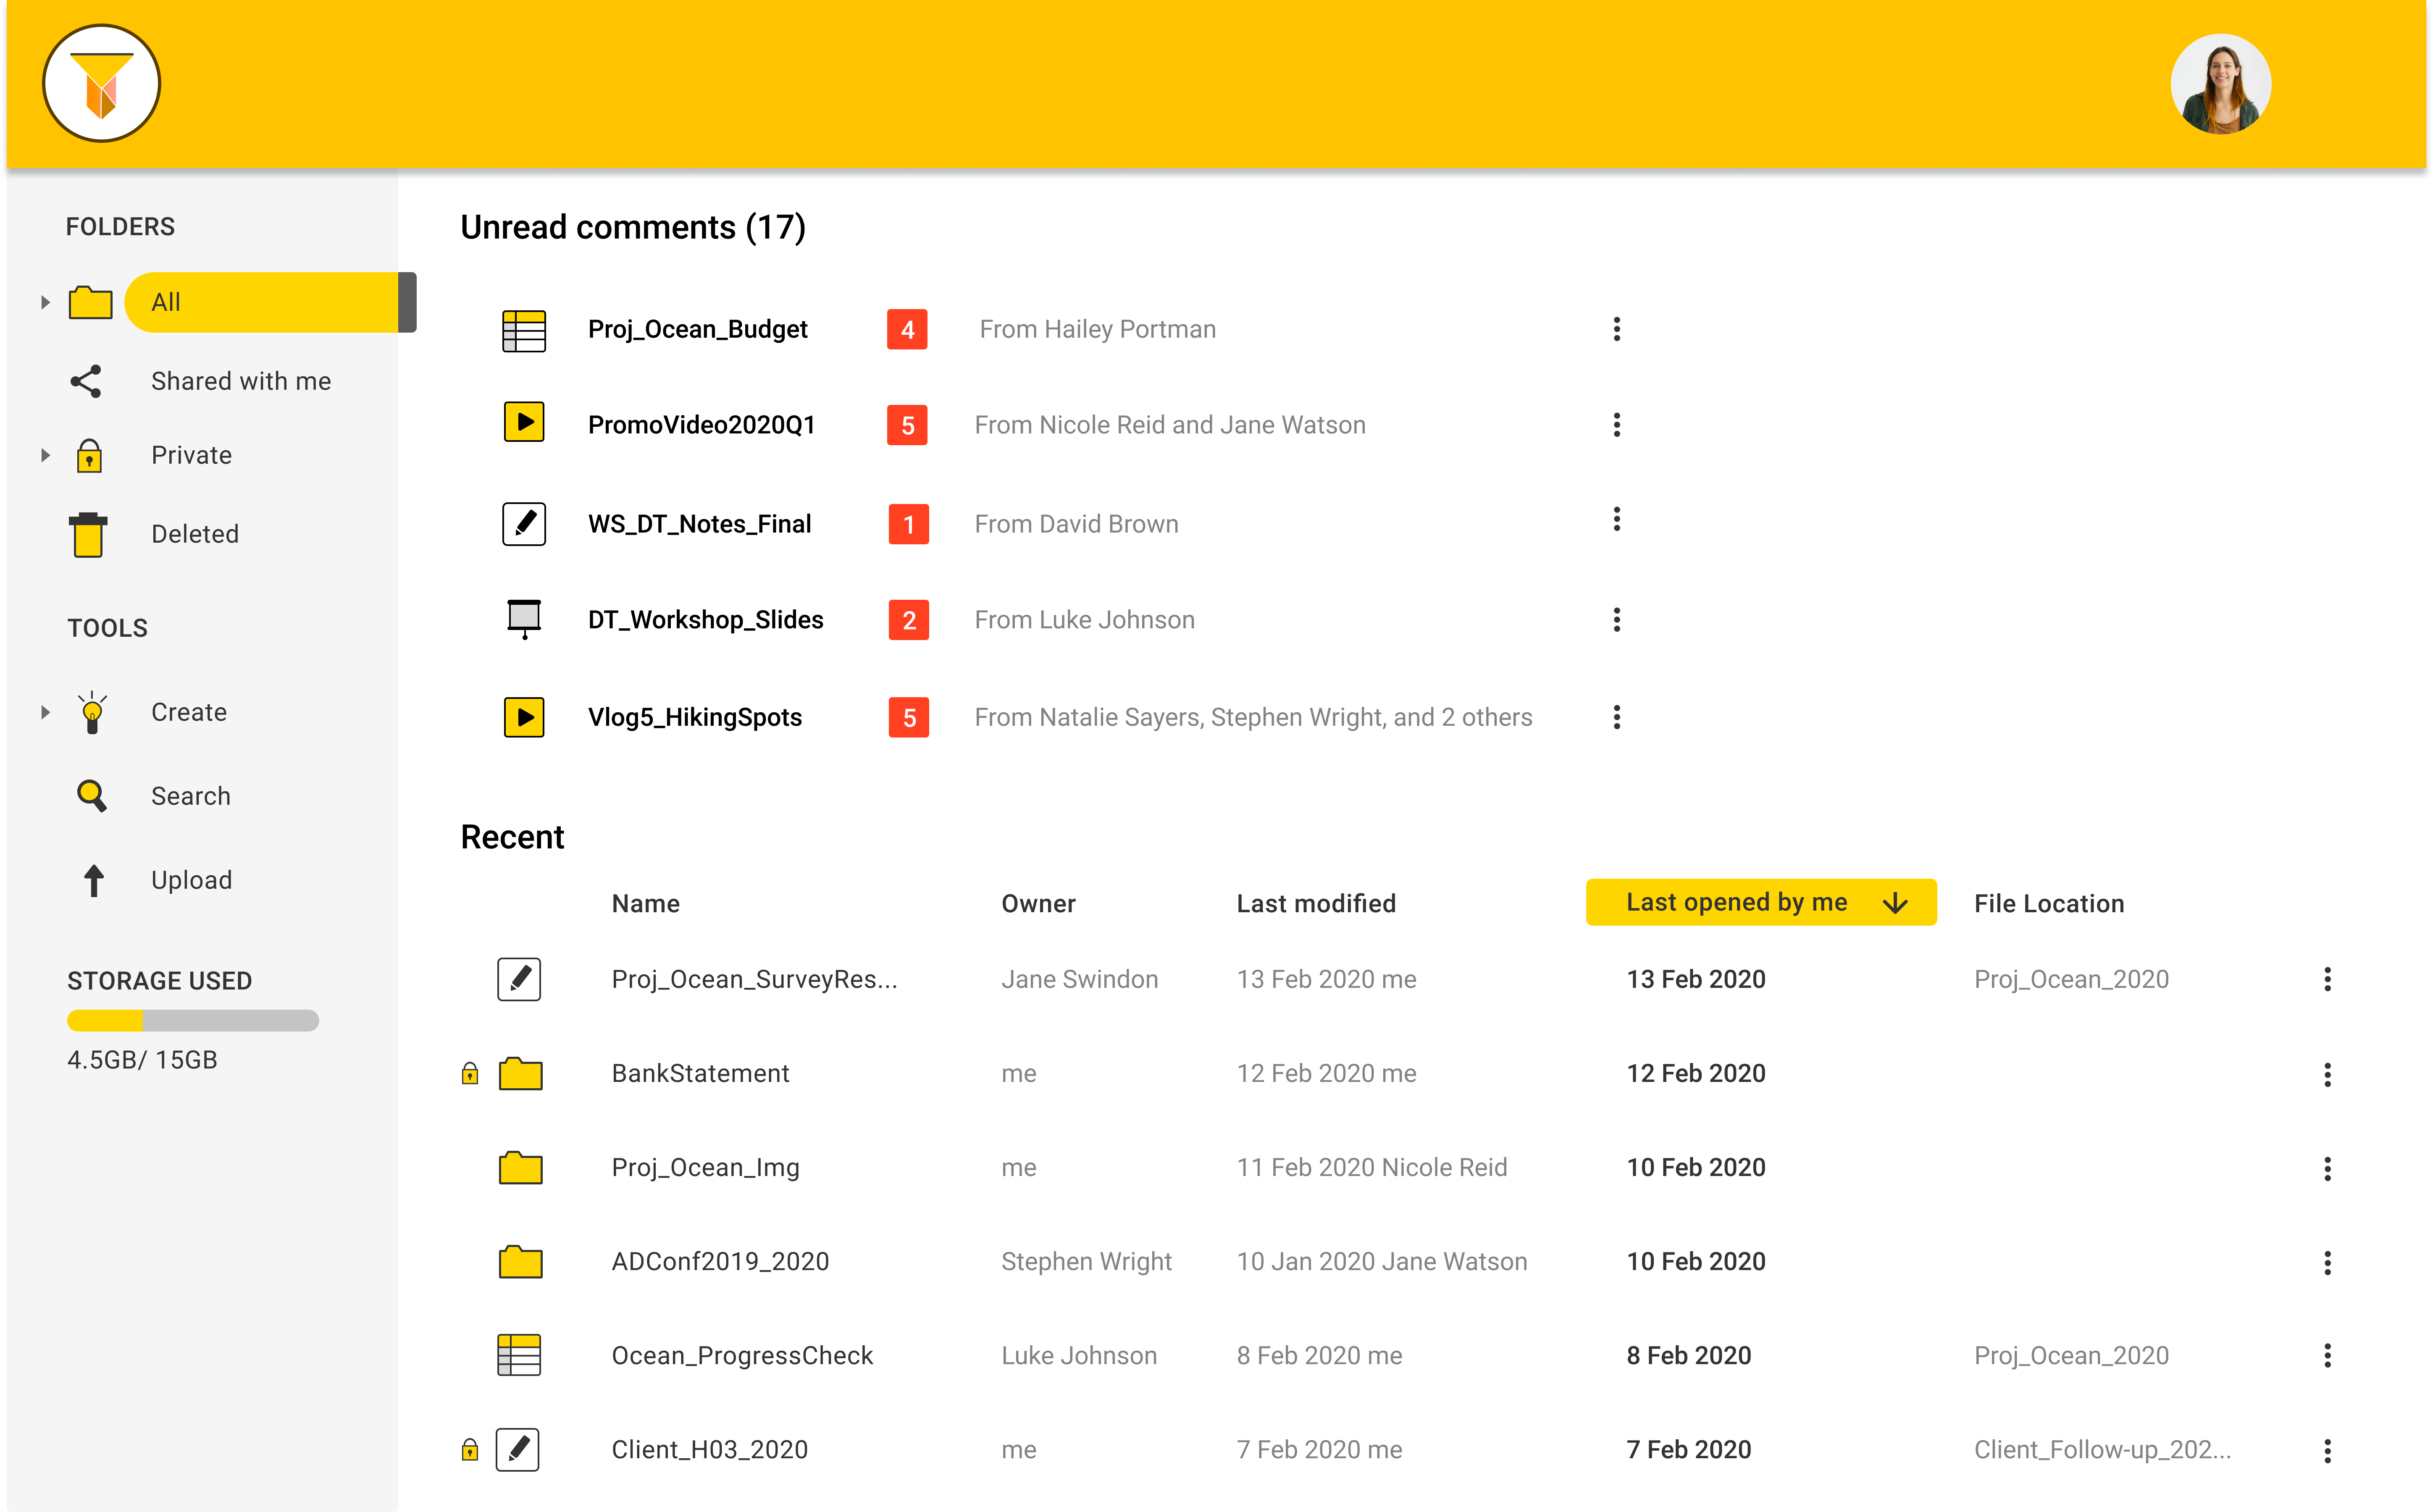 FOLDERS
All
Shared with me
Private
Deleted
TOOLS
Create
Search
Upload
STORAGE USED
4.5GB/ 15GB
Unread comments (17)
Proj_Ocean_Budget 4 From Hailey Portman
PromoVideo2020Q1 5 From Nicole Reid and Jane Watson
WS_DT_Notes_Final 1 From David Brown
DT_Workshop_Slides 2 From Luke Johnson
Vlog5_HikingSpots 5 From Natalie Sayers, Stephen Wright, and 2 others
Recent
Name Owner Last modified Last opened by me File Location
Proj_Ocean_SurveyRes... Jane Swindon 13 Feb 2020 me 13 Feb 2020 Proj_Ocean_2020
BankStatement me 12 Feb 2020 me 12 Feb 2020
Proj_Ocean_Img me 11 Feb 2020 Nicole Reid 10 Feb 2020
ADConf2019_2020 Stephen Wright 10 Jan 2020 Jane Watson 10 Feb 2020
Ocean_ProgressCheck Luke Johnson 8 Feb 2020 me 8 Feb 2020 Proj_Ocean_2020
Client_H03_2020 me 7 Feb 2020 me 7 Feb 2020 Client_Follow-up_202...